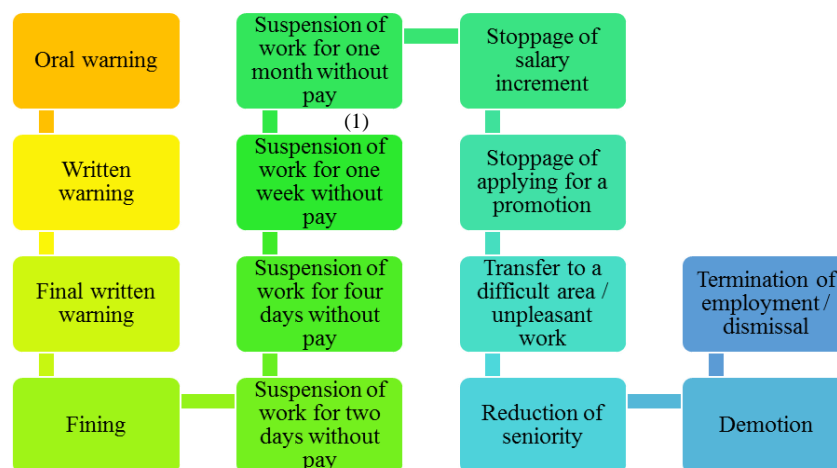 Oral warning
Written
warning
Final written
warning
Fining
Suspension of
work for two
days without pay
Suspension of
work for four
days without pay
Suspension of
work for one
week without
pay
(1)
Suspension of
work for one
month without
pay
Stoppage of
salary
increment
Stoppage of
applying for a
promotion
Transfer to a
difficult area /
unpleasant
work
Reduction of
seniority
Demotion
Termination of
employment /
dismissal